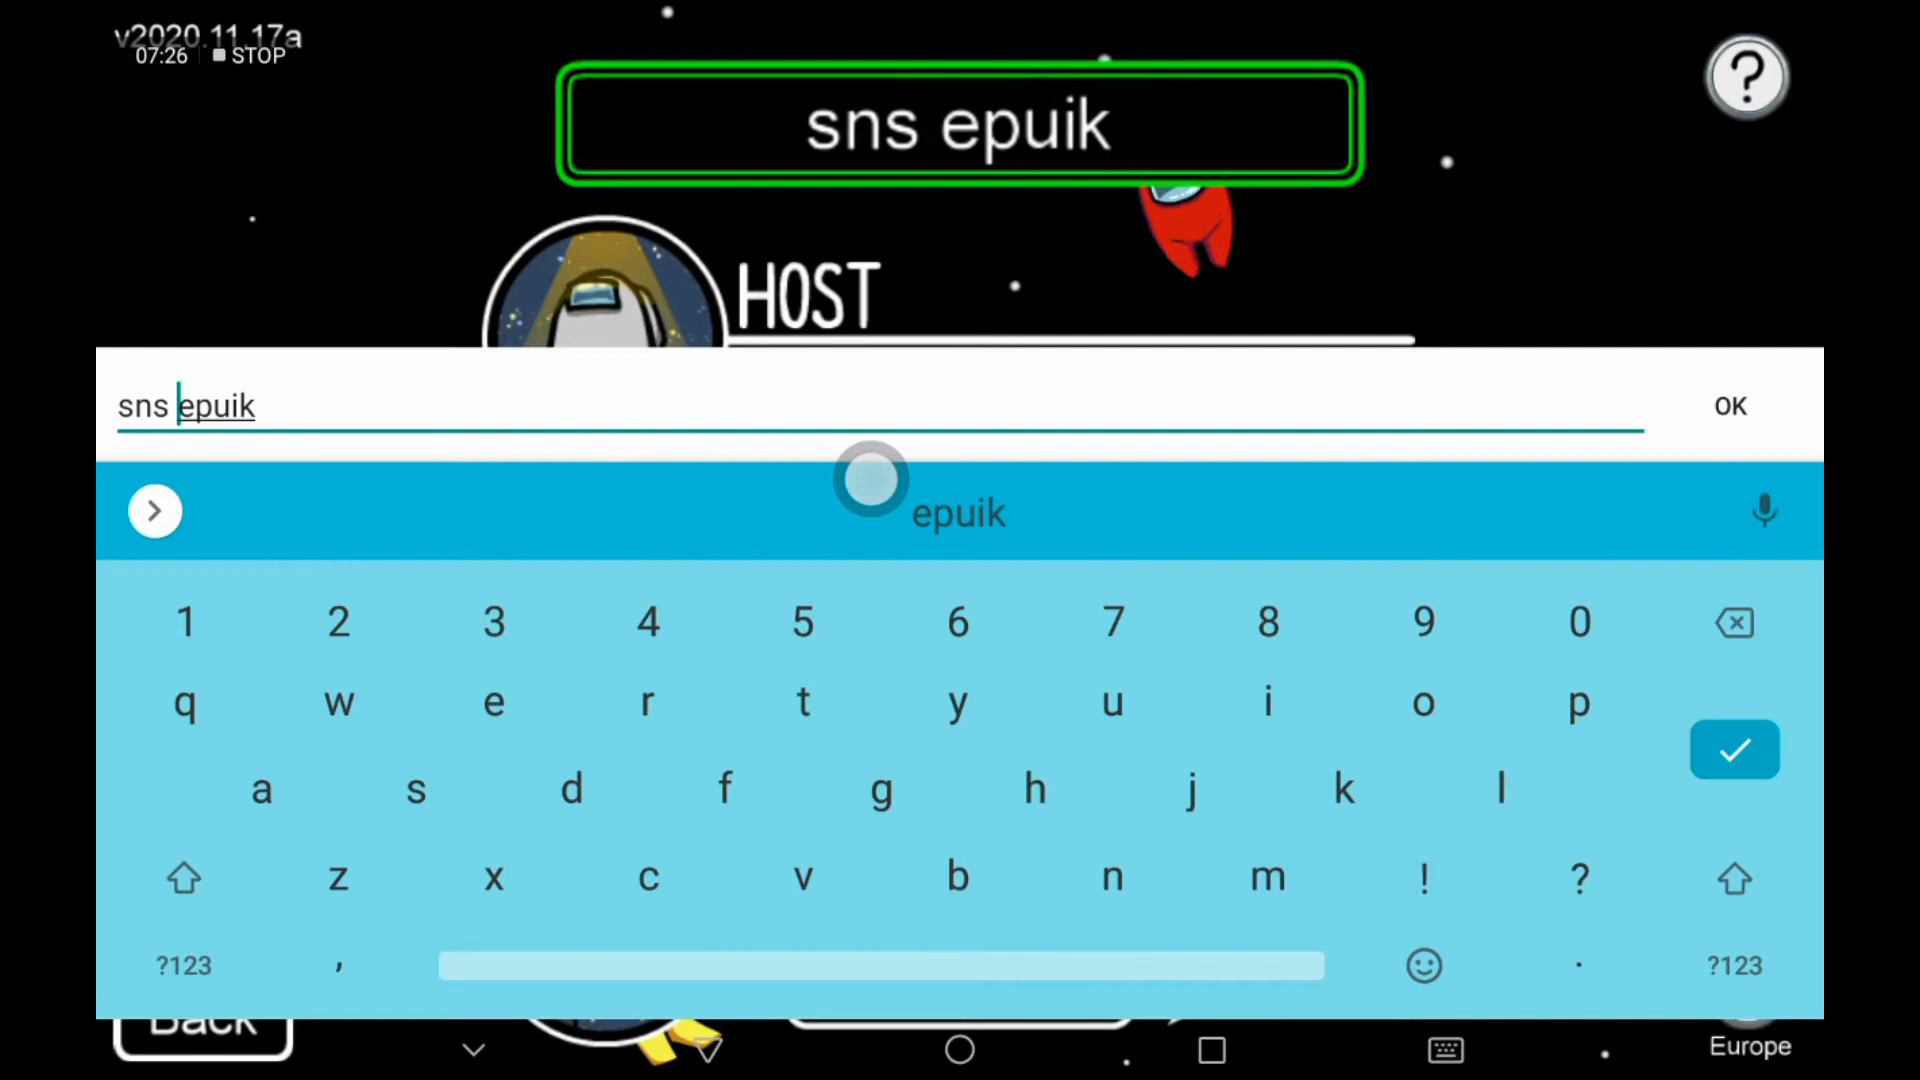 v2020.11.17a
07:26 STOP
?
sns epuik
HOST
sns epuik
OK
epuik
1 2 3 4 5 6 7 8 9 0
q w e r t y u i o p
a s d f g h j k l
z x c v b n m ! ?
?123 , . ?123
Back
Europe